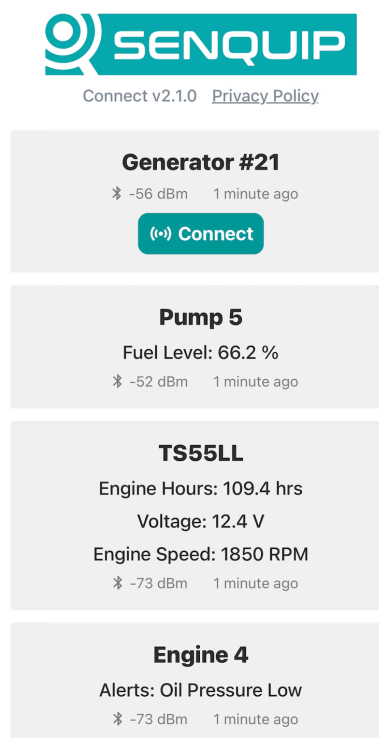 SENQUIP
Connect v2.1.0 Privacy Policy
Generator #21
-56 dBm 1 minute ago
Connect
Pump 5
Fuel Level: 66.2 %
-52 dBm 1 minute ago
TS55LL
Engine Hours: 109.4 hrs
Voltage: 12.4 V
Engine Speed: 1850 RPM
-73 dBm 1 minute ago
Engine 4
Alerts: Oil Pressure Low
-73 dBm 1 minute ago